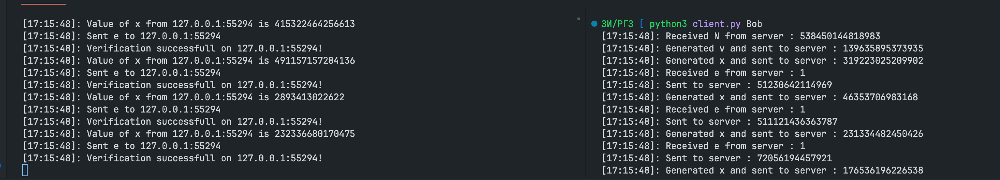 [17:15:48]: Value of x from 127.0.0.1:55294 is 415322464256613
[17:15:48]: Sent e to 127.0.0.1:55294
[17:15:48]: Verification successfull on 127.0.0.1:55294!
[17:15:48]: Value of x from 127.0.0.1:55294 is 491157157284136
[17:15:48]: Sent e to 127.0.0.1:55294
[17:15:48]: Verification successfull on 127.0.0.1:55294!
[17:15:48]: Value of x from 127.0.0.1:55294 is 2893413022622
[17:15:48]: Sent e to 127.0.0.1:55294
[17:15:48]: Verification successfull on 127.0.0.1:55294!
[17:15:48]: Value of x from 127.0.0.1:55294 is 232336680170475
[17:15:48]: Sent e to 127.0.0.1:55294
[17:15:48]: Verification successfull on 127.0.0.1:55294!
ЗИ/РГЗ [ python3 client.py Bob
[17:15:48]: Received N from server : 538450144818983
[17:15:48]: Generated v and sent to server : 139635895373935
[17:15:48]: Generated x and sent to server : 319223025209902
[17:15:48]: Received e from server : 1
[17:15:48]: Sent to server : 51230642114969
[17:15:48]: Generated x and sent to server : 46353706983168
[17:15:48]: Received e from server : 1
[17:15:48]: Sent to server : 511121436363787
[17:15:48]: Generated x and sent to server : 231334482450426
[17:15:48]: Received e from server : 1
[17:15:48]: Sent to server : 72056194457921
[17:15:48]: Generated x and sent to server : 176536196226538